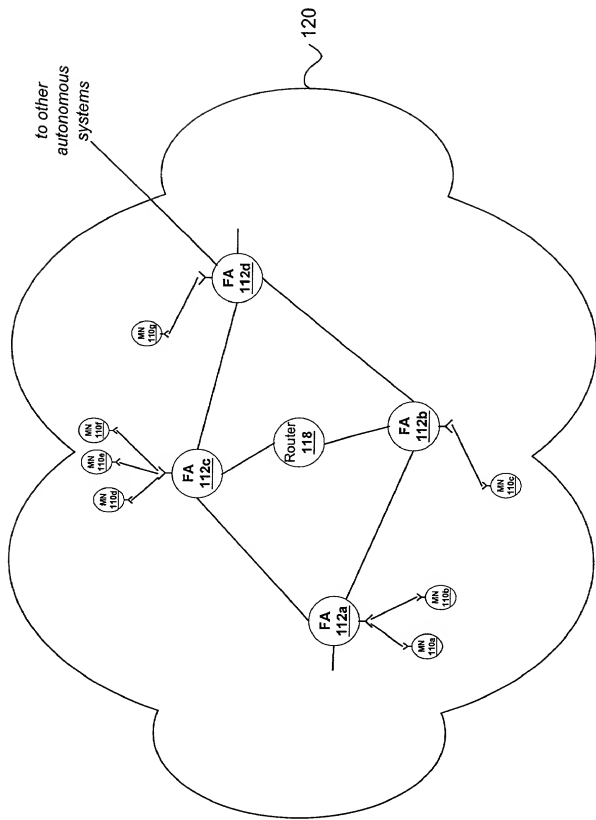 120
to other
autonomous
systems
FA
112d
MN
110g
MN
110f
MN
110e
MN
110d
FA
112c
Router
118
FA
112b
MN
110c
FA
112a
MN
110b
MN
110a